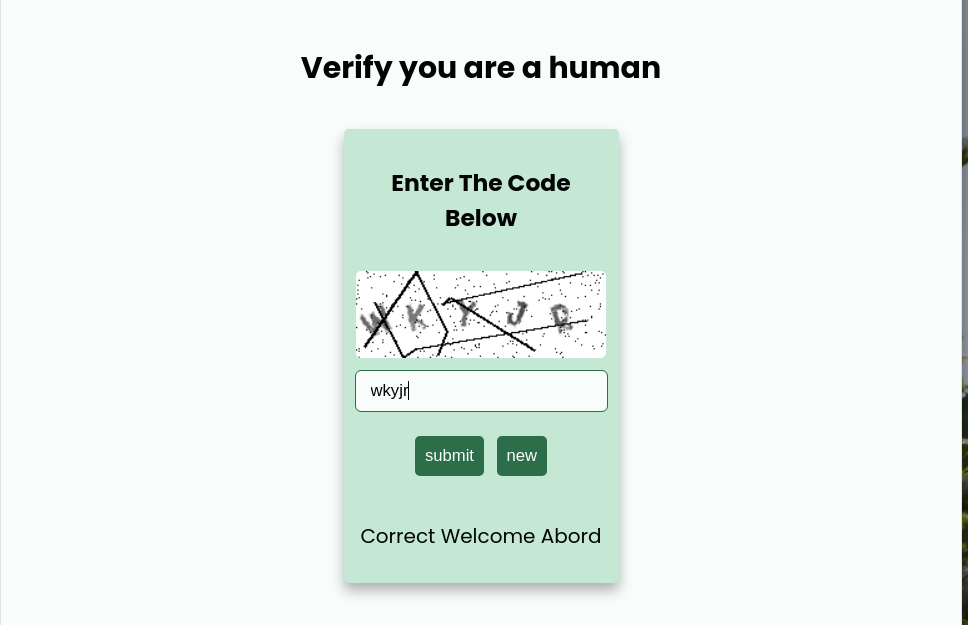 Verify you are a human
Enter The Code
Below
W K Y J R
wkyjr
submit new
Correct Welcome Abord